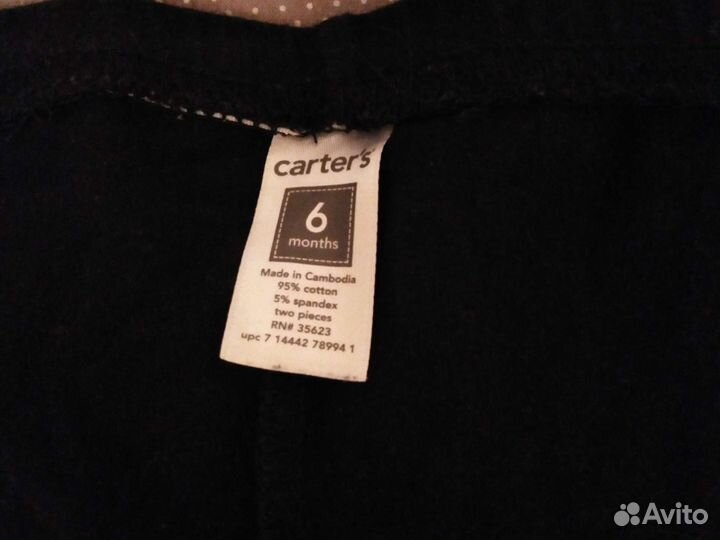 carter's
6
months
Made in Cambodia
95% cotton
5% spandex
two pieces
RN# 35623
upc 7 14442 78994 1
Avito